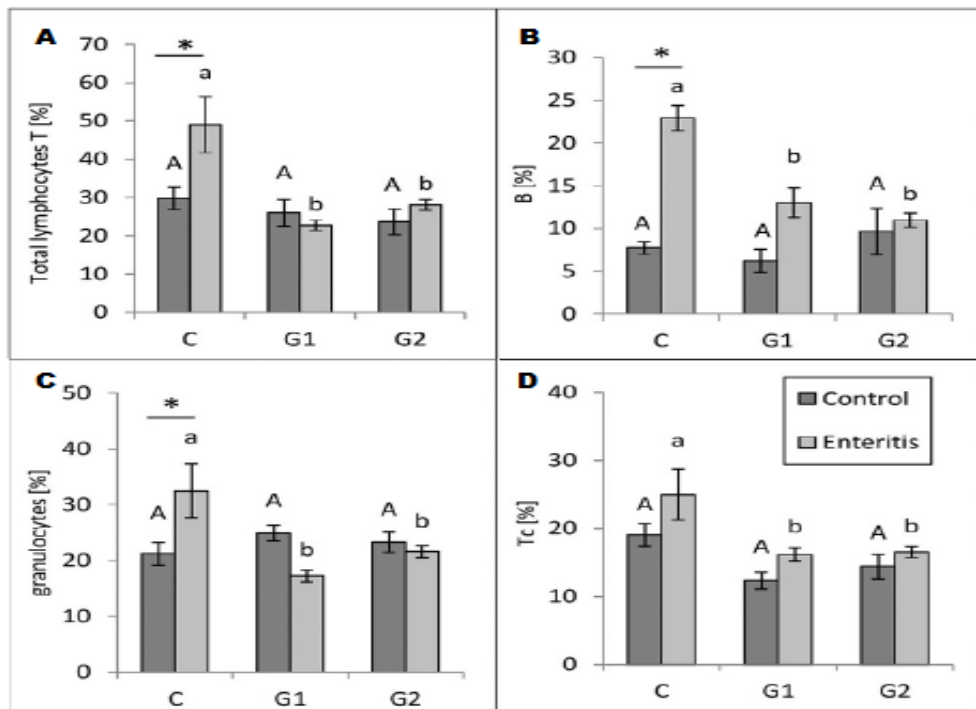 A
Total lymphocytes T [%]
70
60
50
40
30
20
10
0
*
A
a
A
b
A
b
C
G1
G2
B
B [%]
30
25
20
15
10
5
0
*
A
a
A
b
A
b
C
G1
G2
C
granulocytes [%]
50
40
30
20
10
0
*
A
a
A
b
A
b
C
G1
G2
D
Tc [%]
40
30
20
10
0
Control
Enteritis
A
a
A
b
A
b
C
G1
G2